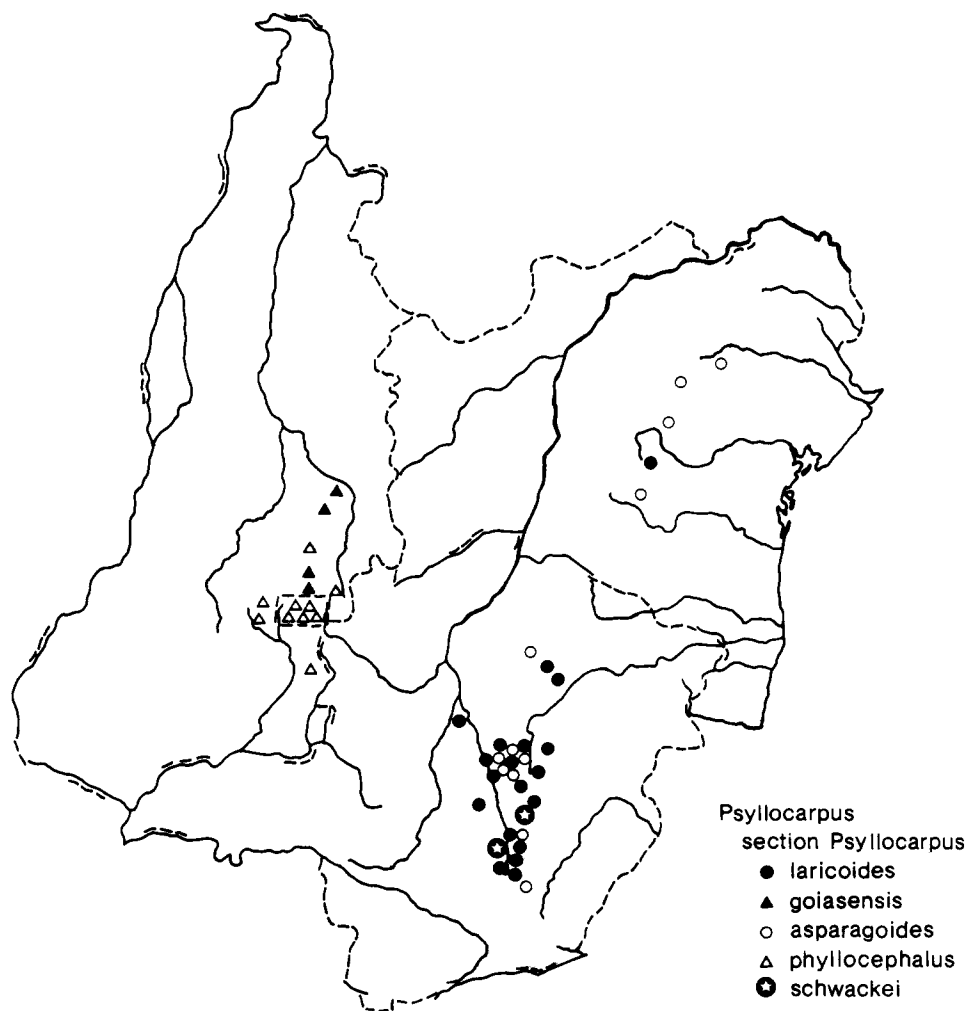 Psyllocarpus
section Psyllocarpus
laricoides
goiasensis
asparagoides
phyllocephalus
schwackei